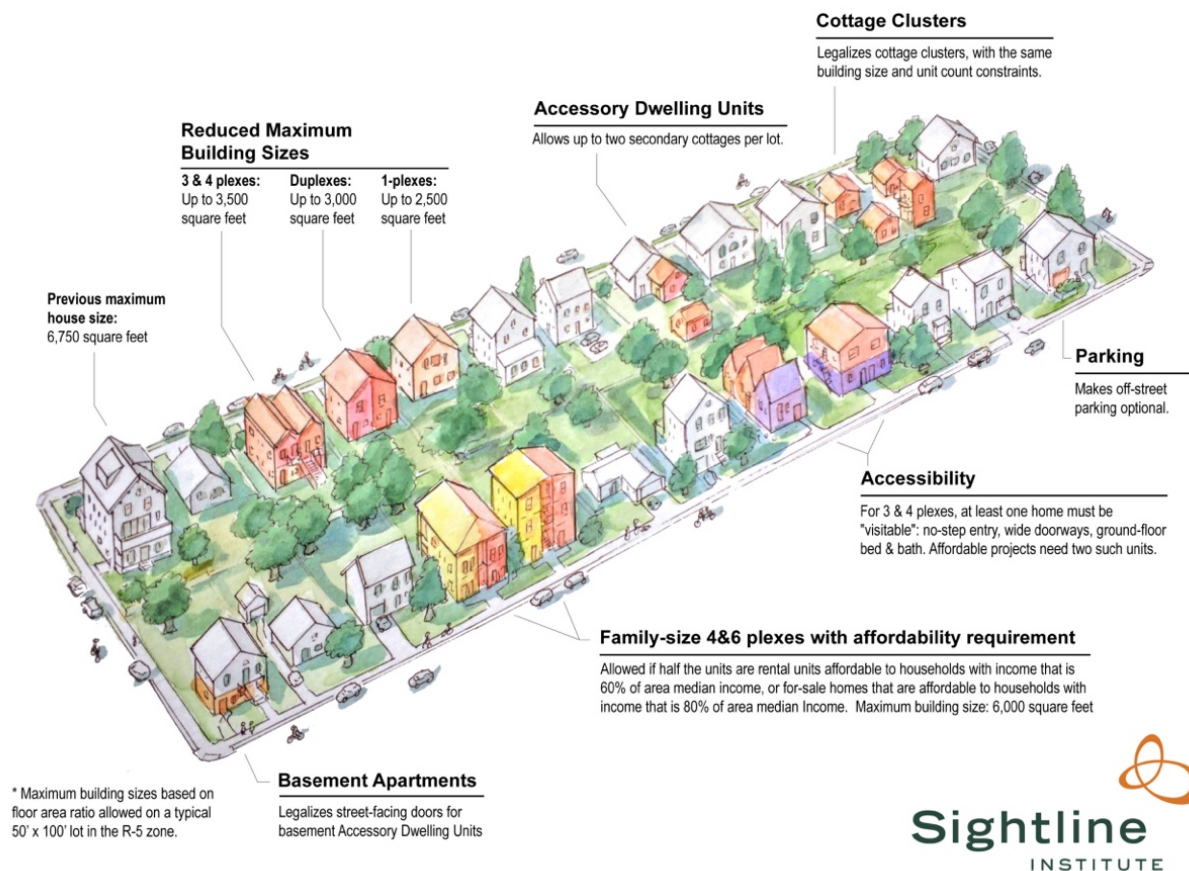 Cottage Clusters
Legalizes cottage clusters, with the same
building size and unit count constraints.
Accessory Dwelling Units
Allows up to two secondary cottages per lot.
Reduced Maximum
Building Sizes
3 & 4 plexes:
Up to 3,500
square feet
Duplexes:
Up to 3,000
square feet
1-plexes:
Up to 2,500
square feet
Previous maximum
house size:
6,750 square feet
Parking
Makes off-street
parking optional.
Accessibility
For 3 & 4 plexes, at least one home must be
"visitable": no-step entry, wide doorways, ground-floor
bed & bath. Affordable projects need two such units.
Family-size 4&6 plexes with affordability requirement
Allowed if half the units are rental units affordable to households with income that is
60% of area median income, or for-sale homes that are affordable to households with
income that is 80% of area median Income. Maximum building size: 6,000 square feet
Basement Apartments
Legalizes street-facing doors for
basement Accessory Dwelling Units
* Maximum building sizes based on
floor area ratio allowed on a typical
50' x 100' lot in the R-5 zone.
Sightline
INSTITUTE